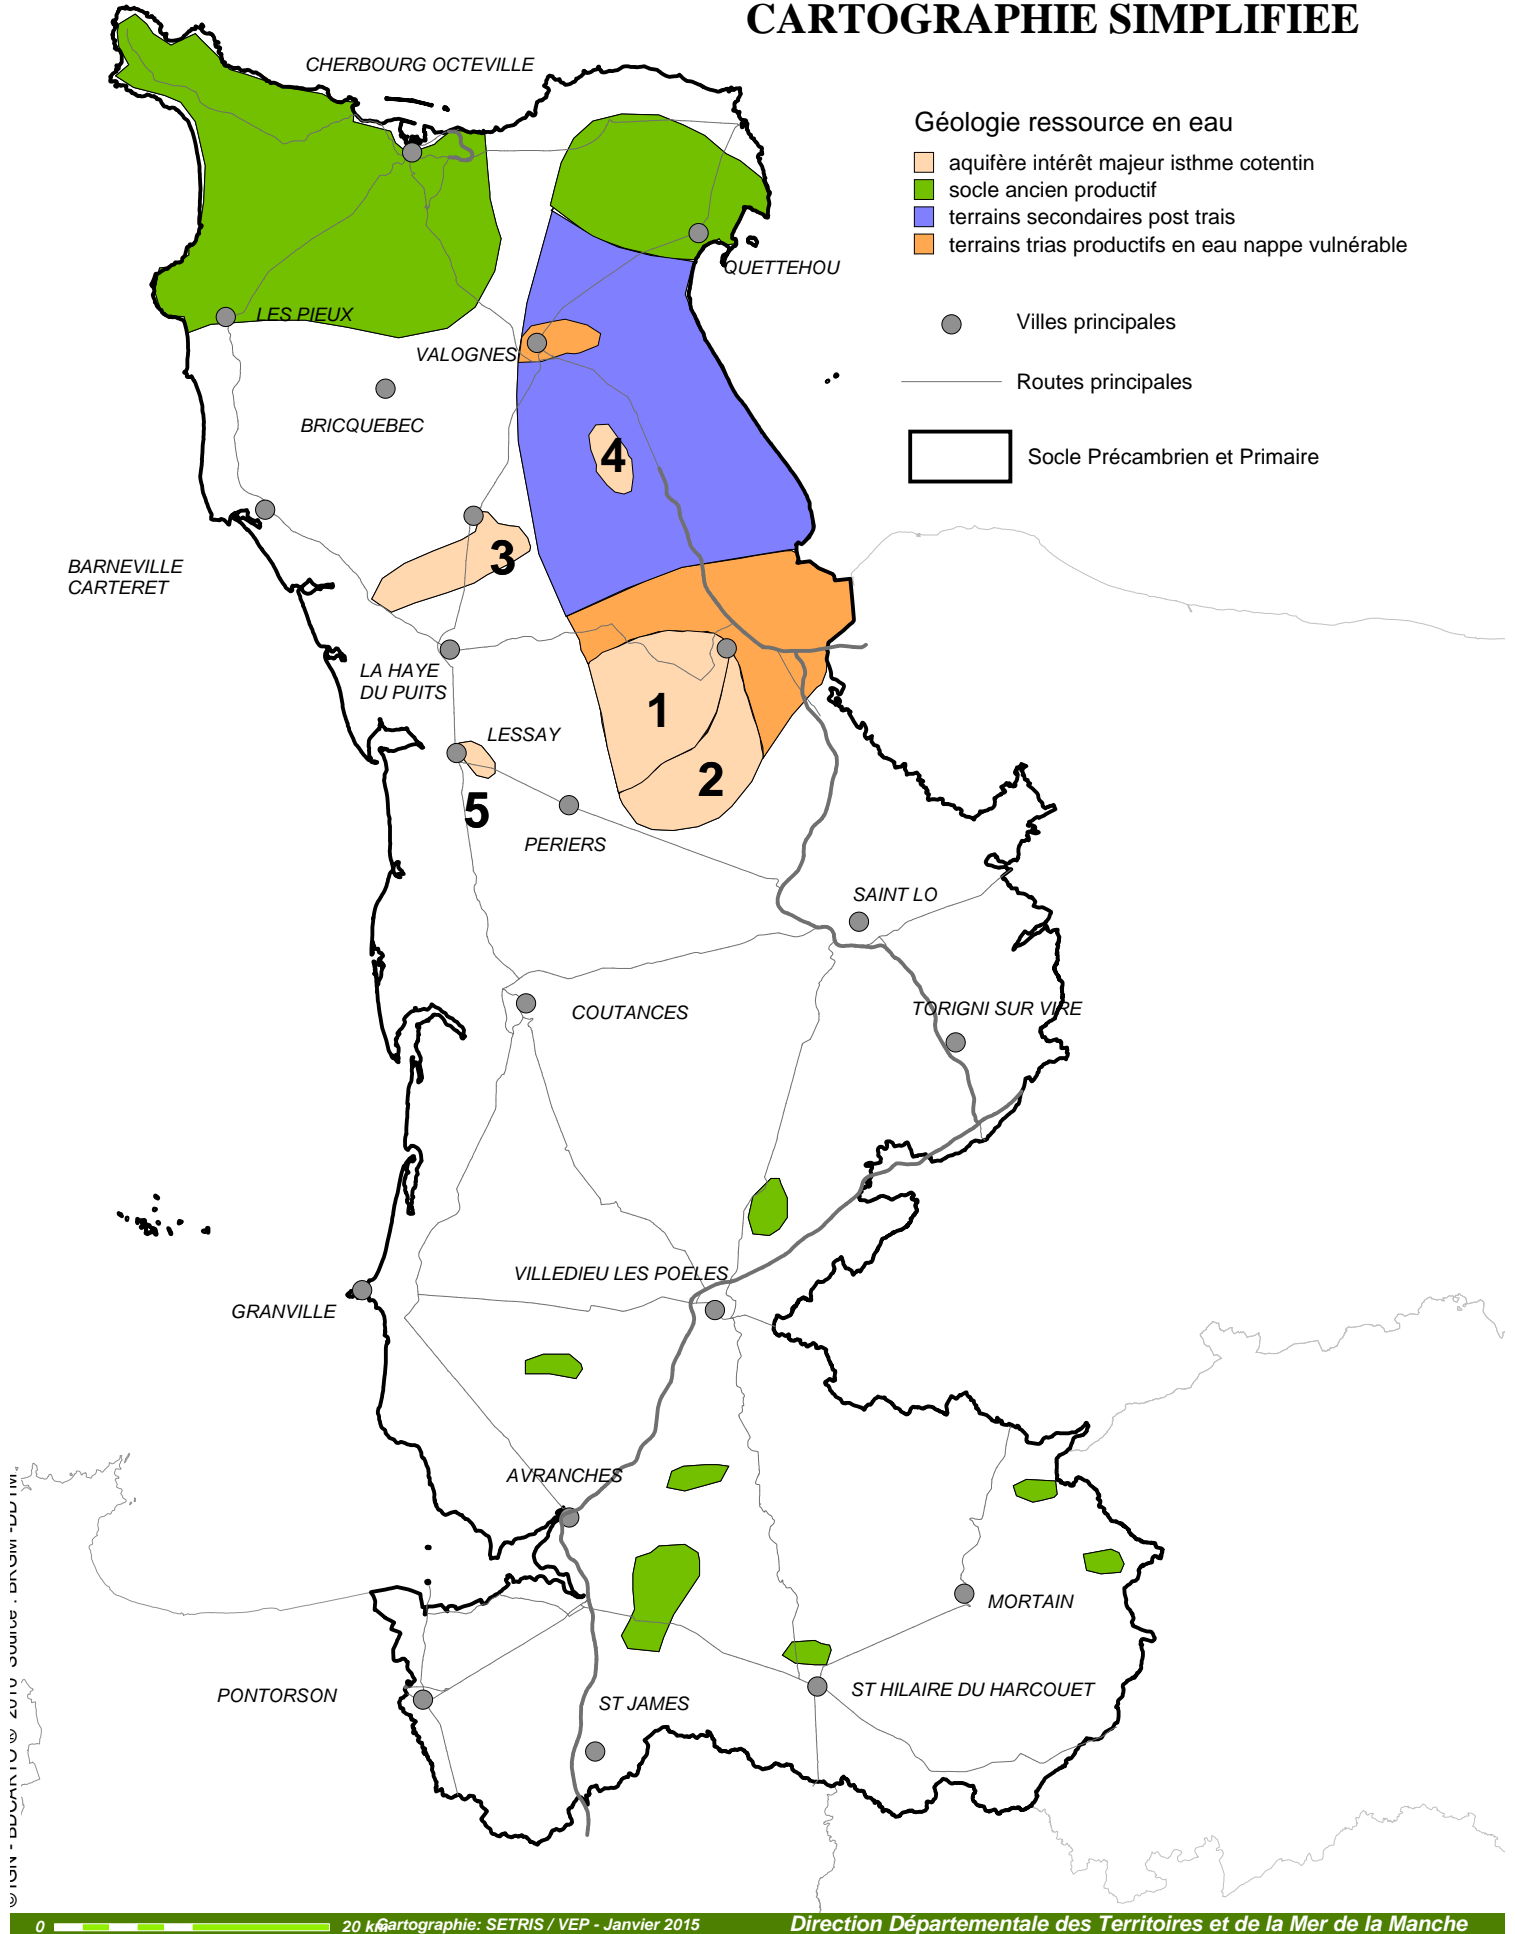 CARTOGRAPHIE SIMPLIFIEE
CHERBOURG OCTEVILLE
Géologie ressource en eau
aquifère intérêt majeur isthme cotentin
socle ancien productif
terrains secondaires post trais
terrains trias productifs en eau nappe vulnérable
Villes principales
Routes principales
Socle Précambrien et Primaire
QUETTEHOU
LES PIEUX
VALOGNES
BRICQUEBEC
4
3
BARNEVILLE
CARTERET
LA HAYE
DU PUITS
1
LESSAY
2
5
PERIERS
SAINT LO
COUTANCES
TORIGNI SUR VIRE
VILLEDIEU LES POELES
GRANVILLE
AVRANCHES
MORTAIN
PONTORSON
ST JAMES
ST HILAIRE DU HARCOUET
0 20 km
Cartographie: SETRIS / VEP - Janvier 2015
Direction Départementale des Territoires et de la Mer de la Manche